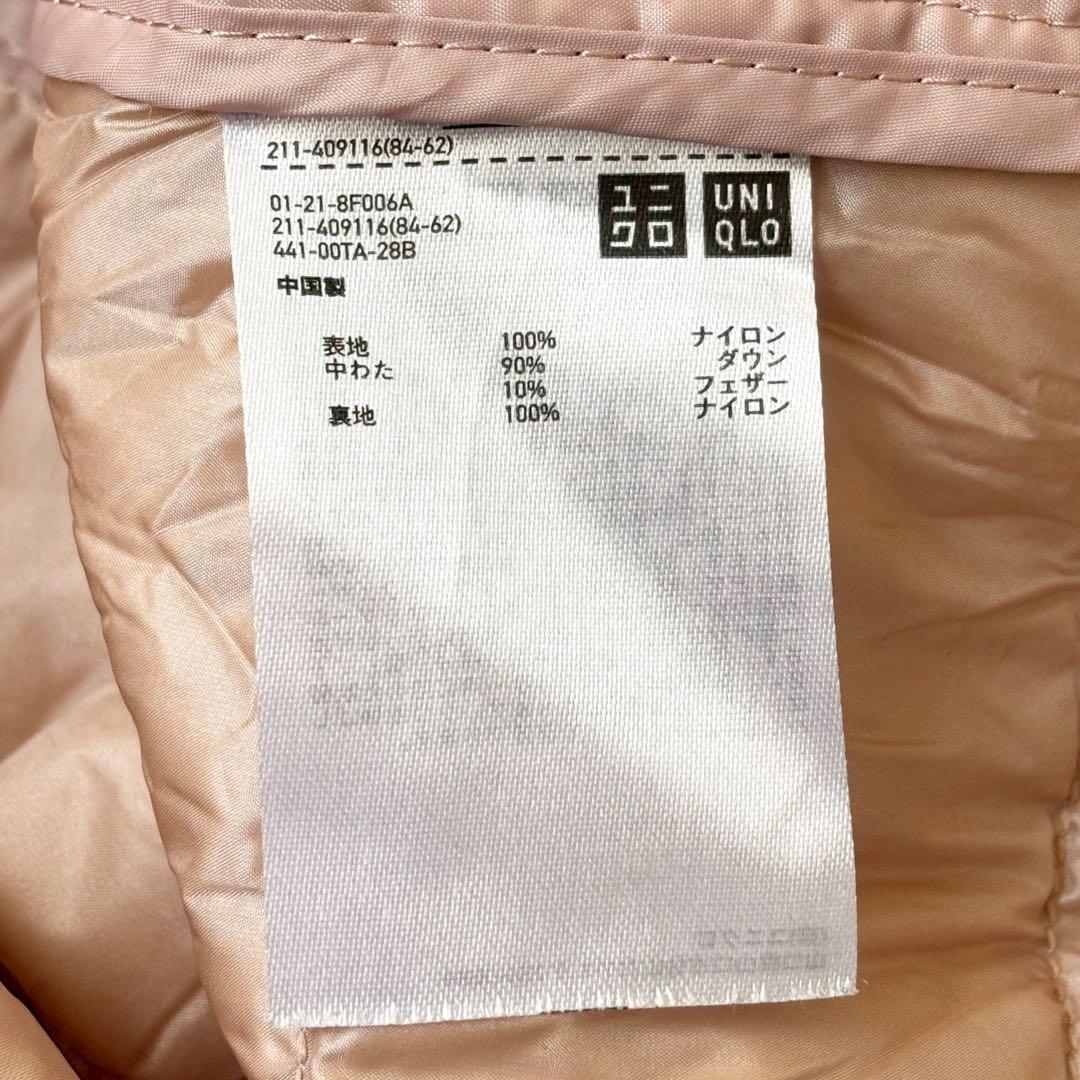 211-409116(84-62)
01-21-8F006A
211-409116(84-62)
441-00TA-28B
ユニ
クロ
UNI
QLO
中国製
表地 100% ナイロン
中わた 90% ダウン
10% フェザー
裏地 100% ナイロン